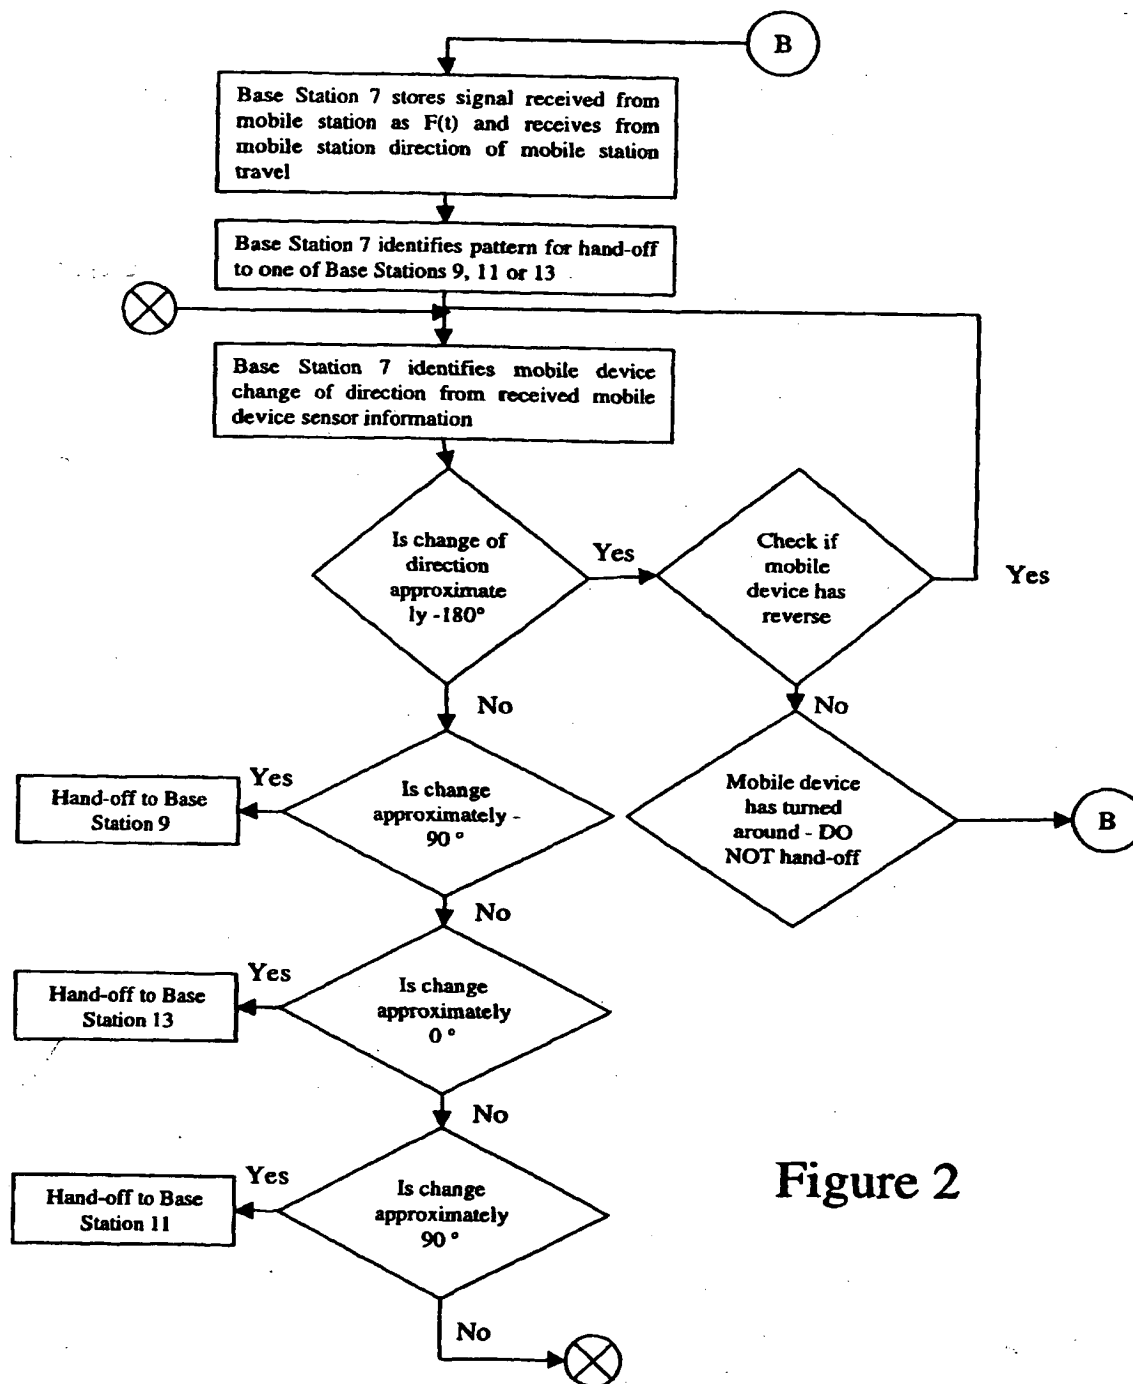 B
Base Station 7 stores signal received from
mobile station as F(t) and receives from
mobile station direction of mobile station
travel
Base Station 7 identifies pattern for hand-off
to one of Base Stations 9, 11 or 13
Base Station 7 identifies mobile device
change of direction from received mobile
device sensor information
Is change of
direction
approximate
ly -180°
Yes
Check if
mobile
device has
reverse
Yes
No
No
Hand-off to Base
Station 9
Yes
Is change
approximately -
90 °
Mobile device
has turned
around - DO
NOT hand-off
B
No
Hand-off to Base
Station 13
Yes
Is change
approximately
0 °
No
Hand-off to Base
Station 11
Yes
Is change
approximately
90 °
Figure 2
No